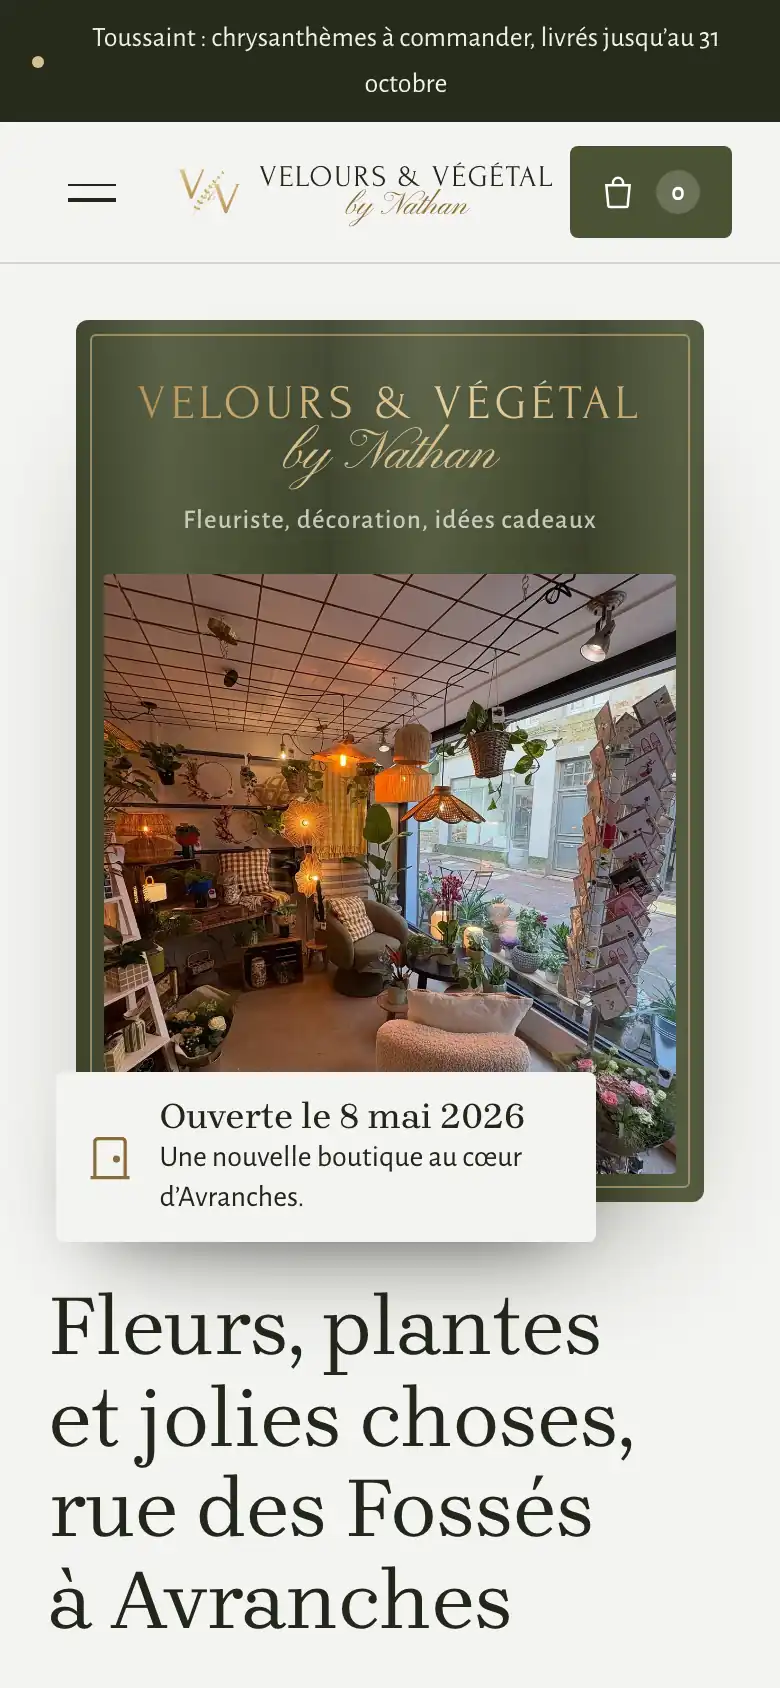 Toussaint : chrysanthèmes à commander, livrés jusqu’au 31
octobre
VV
VELOURS & VÉGÉTAL
by Nathan
0
VELOURS & VÉGÉTAL
by Nathan
Fleuriste, décoration, idées cadeaux
Ouverte le 8 mai 2026
Une nouvelle boutique au cœur
d’Avranches.
Fleurs, plantes
et jolies choses,
rue des Fossés
à Avranches